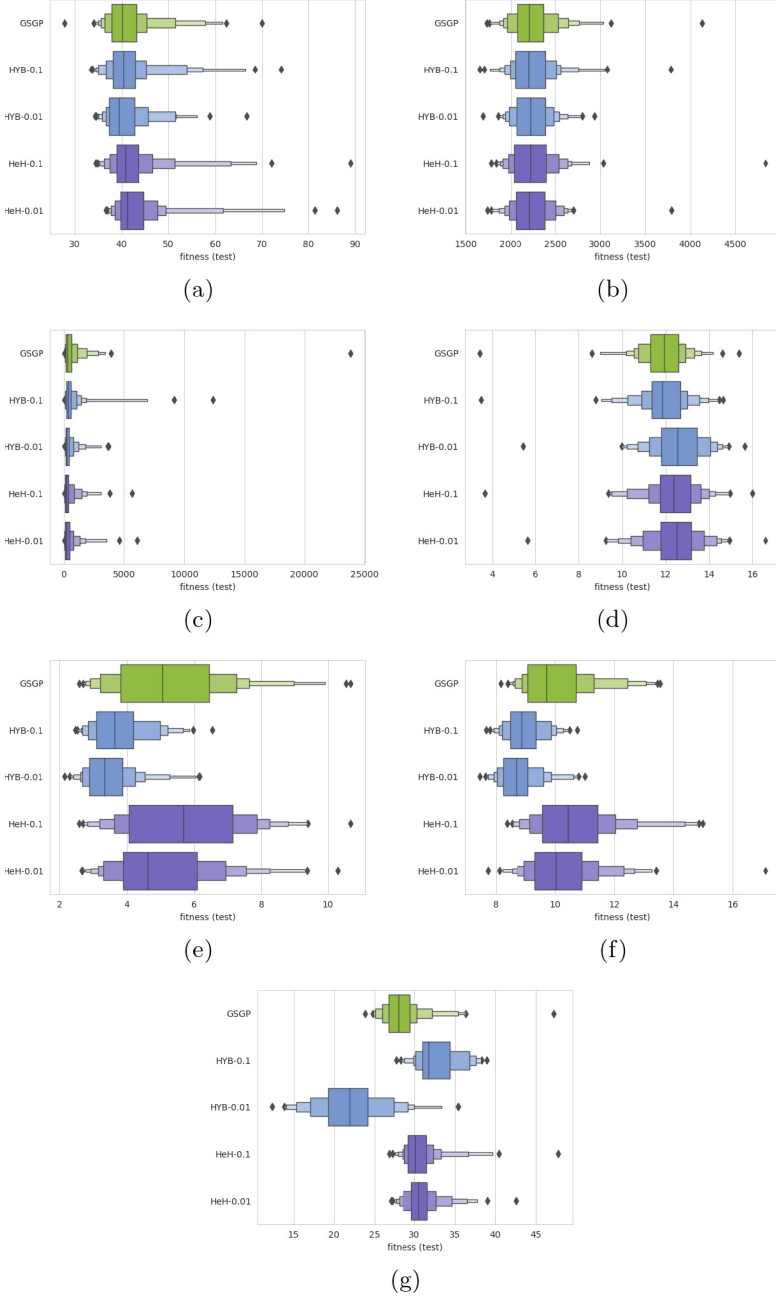 GSGP
HYB-0.1
HYB-0.01
HeH-0.1
HeH-0.01
30 40 50 60 70 80 90
fitness (test)
(a)
GSGP
HYB-0.1
HYB-0.01
HeH-0.1
HeH-0.01
1500 2000 2500 3000 3500 4000 4500
fitness (test)
(b)
GSGP
HYB-0.1
HYB-0.01
HeH-0.1
HeH-0.01
0 5000 10000 15000 20000 25000
fitness (test)
(c)
GSGP
HYB-0.1
HYB-0.01
HeH-0.1
HeH-0.01
4 6 8 10 12 14 16
fitness (test)
(d)
GSGP
HYB-0.1
HYB-0.01
HeH-0.1
HeH-0.01
2 4 6 8 10
fitness (test)
(e)
GSGP
HYB-0.1
HYB-0.01
HeH-0.1
HeH-0.01
8 10 12 14 16
fitness (test)
(f)
GSGP
HYB-0.1
HYB-0.01
HeH-0.1
HeH-0.01
15 20 25 30 35 40 45
fitness (test)
(g)